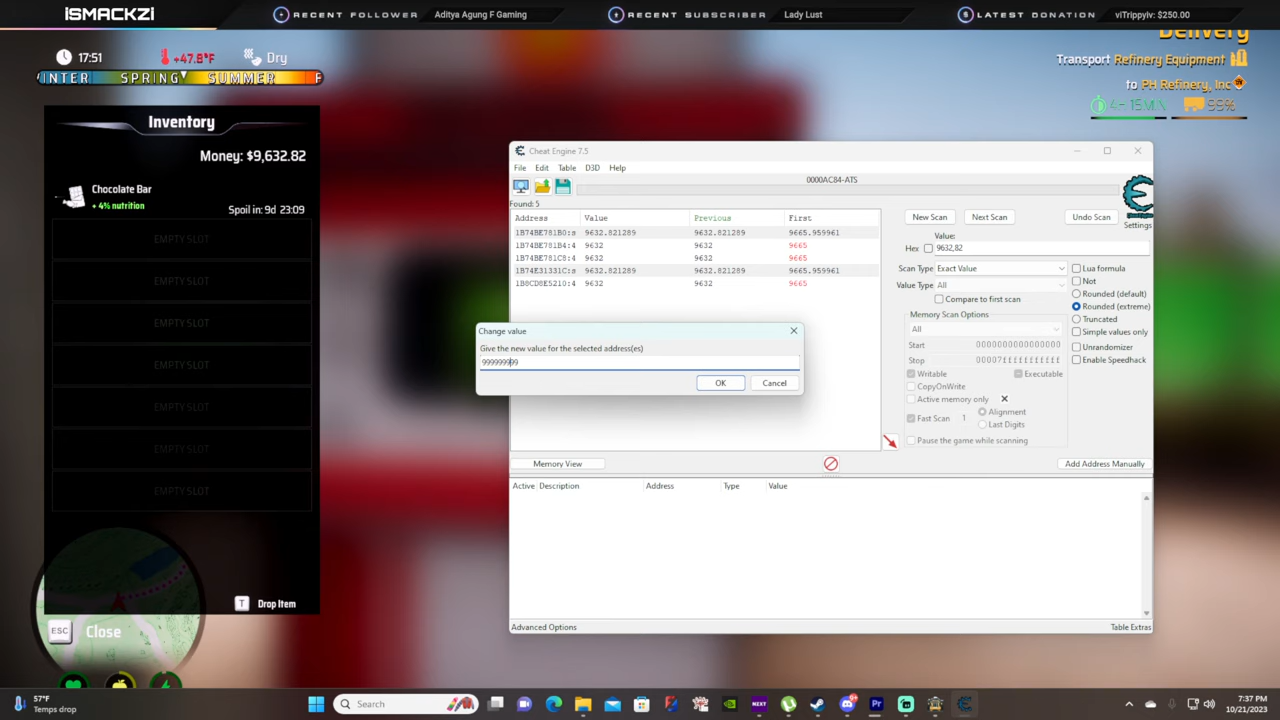 iSMACKZI
RECENT FOLLOWER Aditya Agung F Gaming
RECENT SUBSCRIBER Lady Lust
LATEST DONATION viTrippyiv: $250.00
17:51 +47.8°F Dry
INTER SPRING SUMMER F
Delivery
Transport Refinery Equipment
to PH Refinery, Inc
4- 15MIN 99%
Inventory
Money: $9,632.82
Chocolate Bar
+ 4% nutrition
Spoil in: 9d 23:09
EMPTY SLOT
EMPTY SLOT
EMPTY SLOT
EMPTY SLOT
EMPTY SLOT
EMPTY SLOT
EMPTY SLOT
T Drop Item
ESC Close
Cheat Engine 7.5
File Edit Table D3D Help
0000AC84-ATS
Found: 5
Address Value Previous First
1B74BE781B0:s 9632.821289 9632.821289 9665.959961
1B74BE781B4:4 9632 9632 9665
1B74BE781C8:4 9632 9632 9665
1B74E31331C:s 9632.821289 9632.821289 9665.959961
1B8CD8E5210:4 9632 9632 9665
New Scan Next Scan Undo Scan
Settings
Value:
Hex 9632,82
Scan Type Exact Value
Value Type All
Compare to first scan
Lua formula
Not
Rounded (default)
Rounded (extreme)
Truncated
Simple values only
Unrandomizer
Enable Speedhack
Memory Scan Options
All
Start 0000000000000000
Stop 00007fffffffffff
Writable Executable
CopyOnWrite
Active memory only
Fast Scan 1 Alignment
Last Digits
Pause the game while scanning
Change value
Give the new value for the selected address(es)
999999999
OK Cancel
Memory View
Add Address Manually
Active Description Address Type Value
Advanced Options Table Extras
57°F
Temps drop
Search
NEXT
Pr
7:37 PM
10/21/2023